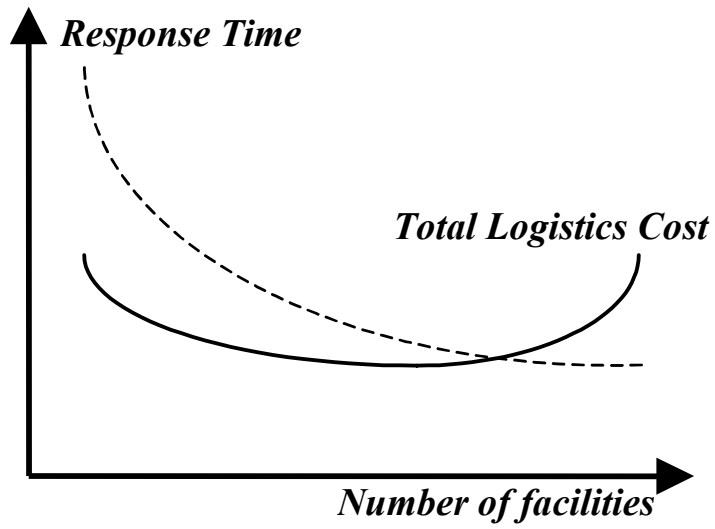 Response Time
Total Logistics Cost
Number of facilities